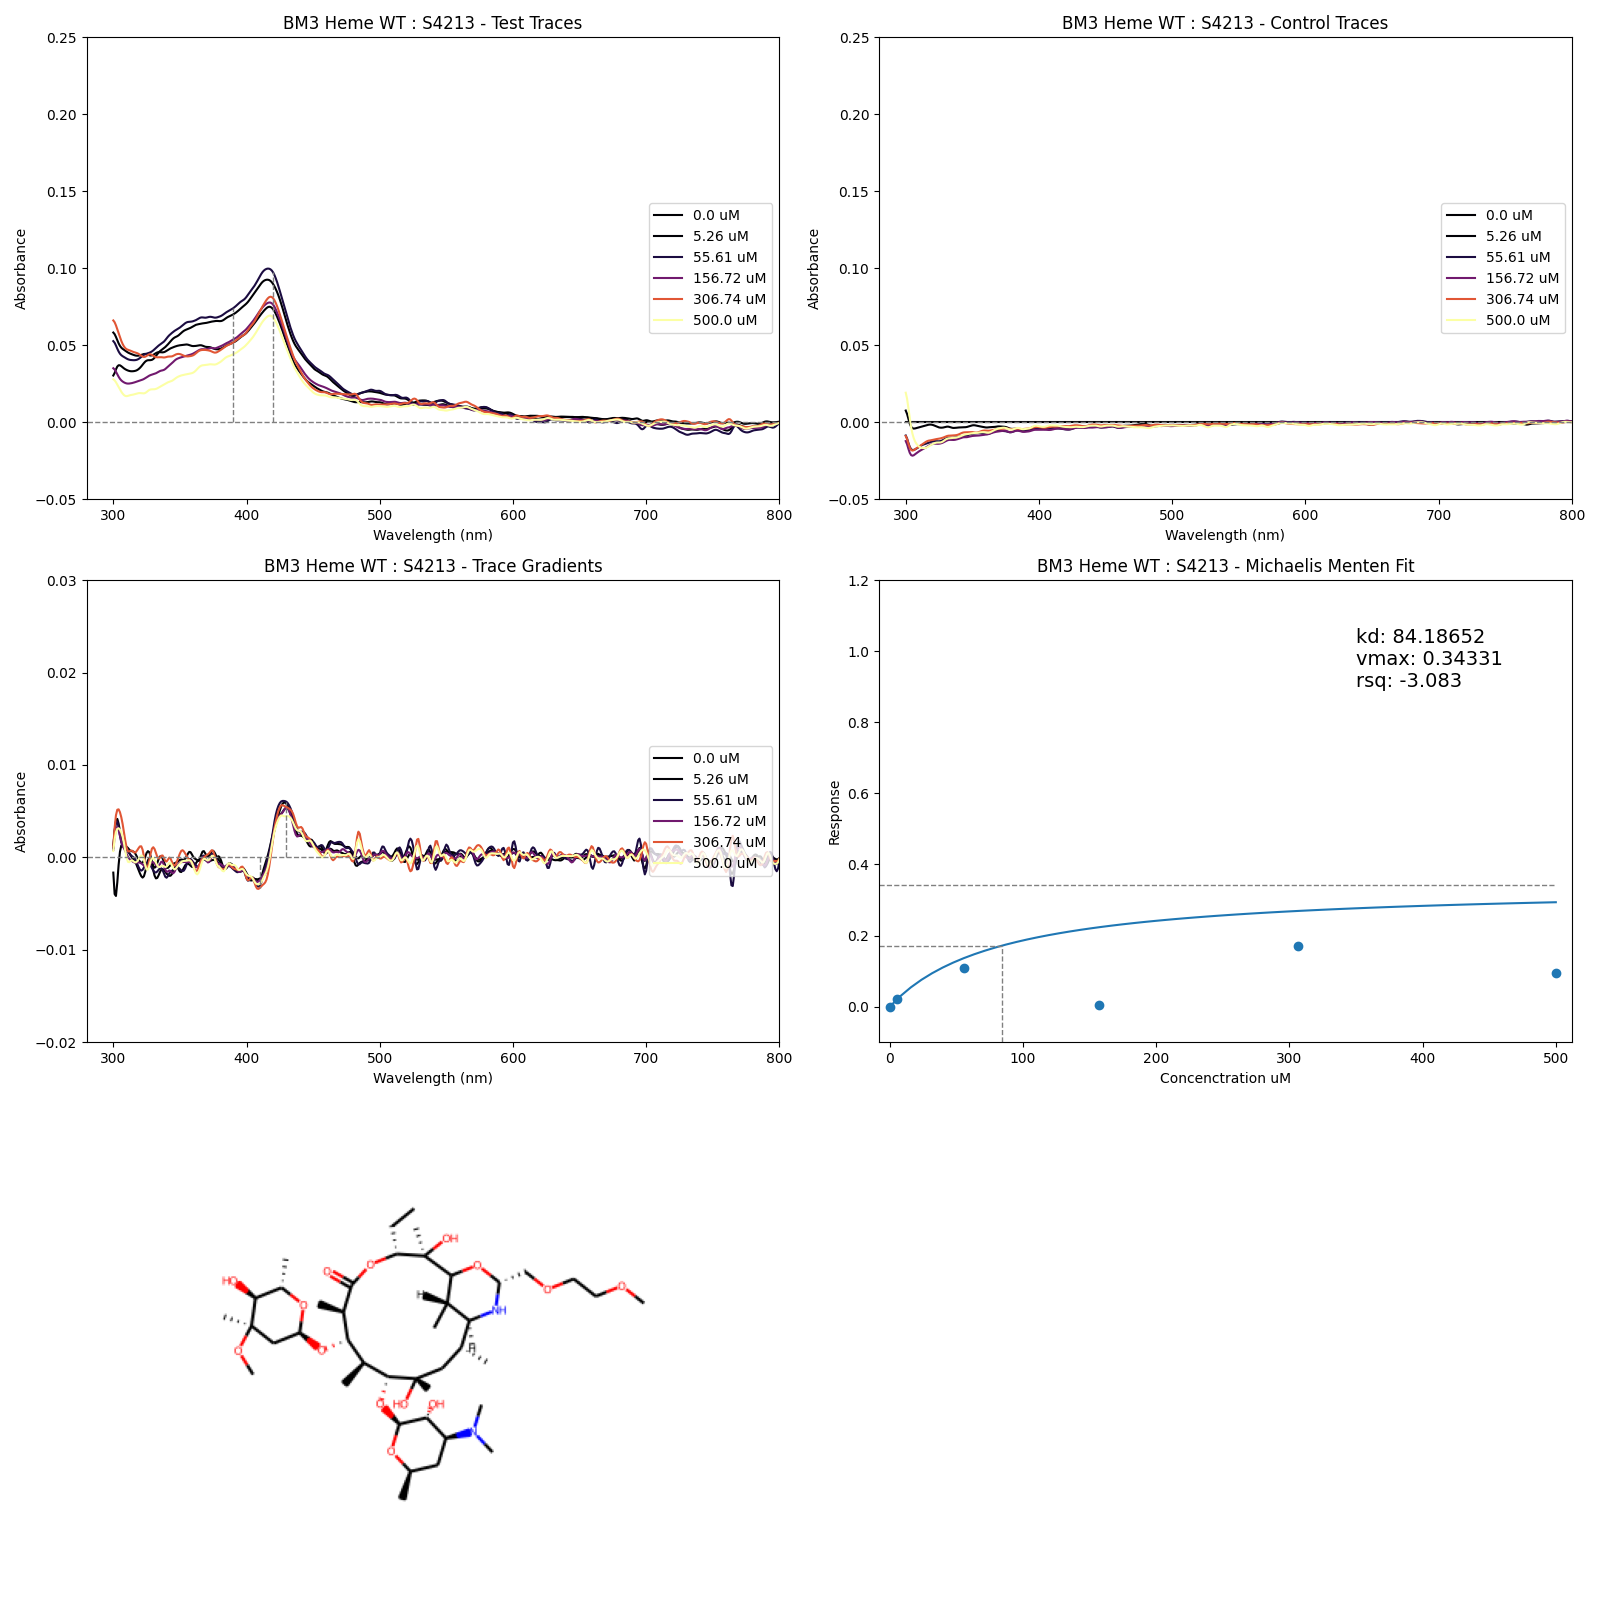 BM3 Heme WT : S4213 - Test Traces
0.25
0.20
0.15
0.10
0.05
0.00
−0.05
Absorbance
300 400 500 600 700 800
Wavelength (nm)
0.0 uM
5.26 uM
55.61 uM
156.72 uM
306.74 uM
500.0 uM
BM3 Heme WT : S4213 - Control Traces
0.25
0.20
0.15
0.10
0.05
0.00
−0.05
Absorbance
300 400 500 600 700 800
Wavelength (nm)
0.0 uM
5.26 uM
55.61 uM
156.72 uM
306.74 uM
500.0 uM
BM3 Heme WT : S4213 - Trace Gradients
0.03
0.02
0.01
0.00
−0.01
−0.02
Absorbance
300 400 500 600 700 800
Wavelength (nm)
0.0 uM
5.26 uM
55.61 uM
156.72 uM
306.74 uM
500.0 uM
BM3 Heme WT : S4213 - Michaelis Menten Fit
1.2
1.0
0.8
0.6
0.4
0.2
0.0
Response
kd: 84.18652
vmax: 0.34331
rsq: -3.083
0 100 200 300 400 500
Concenctration uM
OH
O
O
O
HO
O
H
NH
O
O
O
O
H
O
HO
OH
N
O